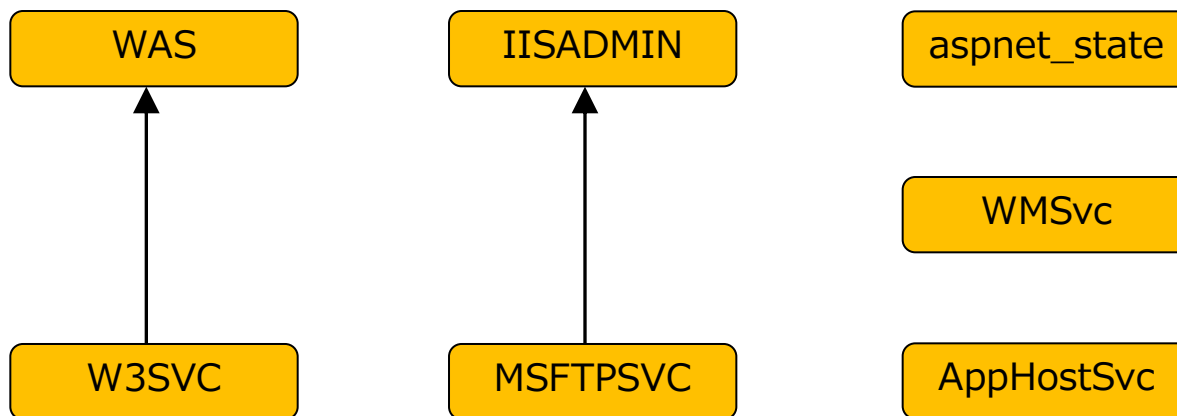 WAS
IISADMIN
aspnet_state
WMSvc
W3SVC
MSFTPSVC
AppHostSvc